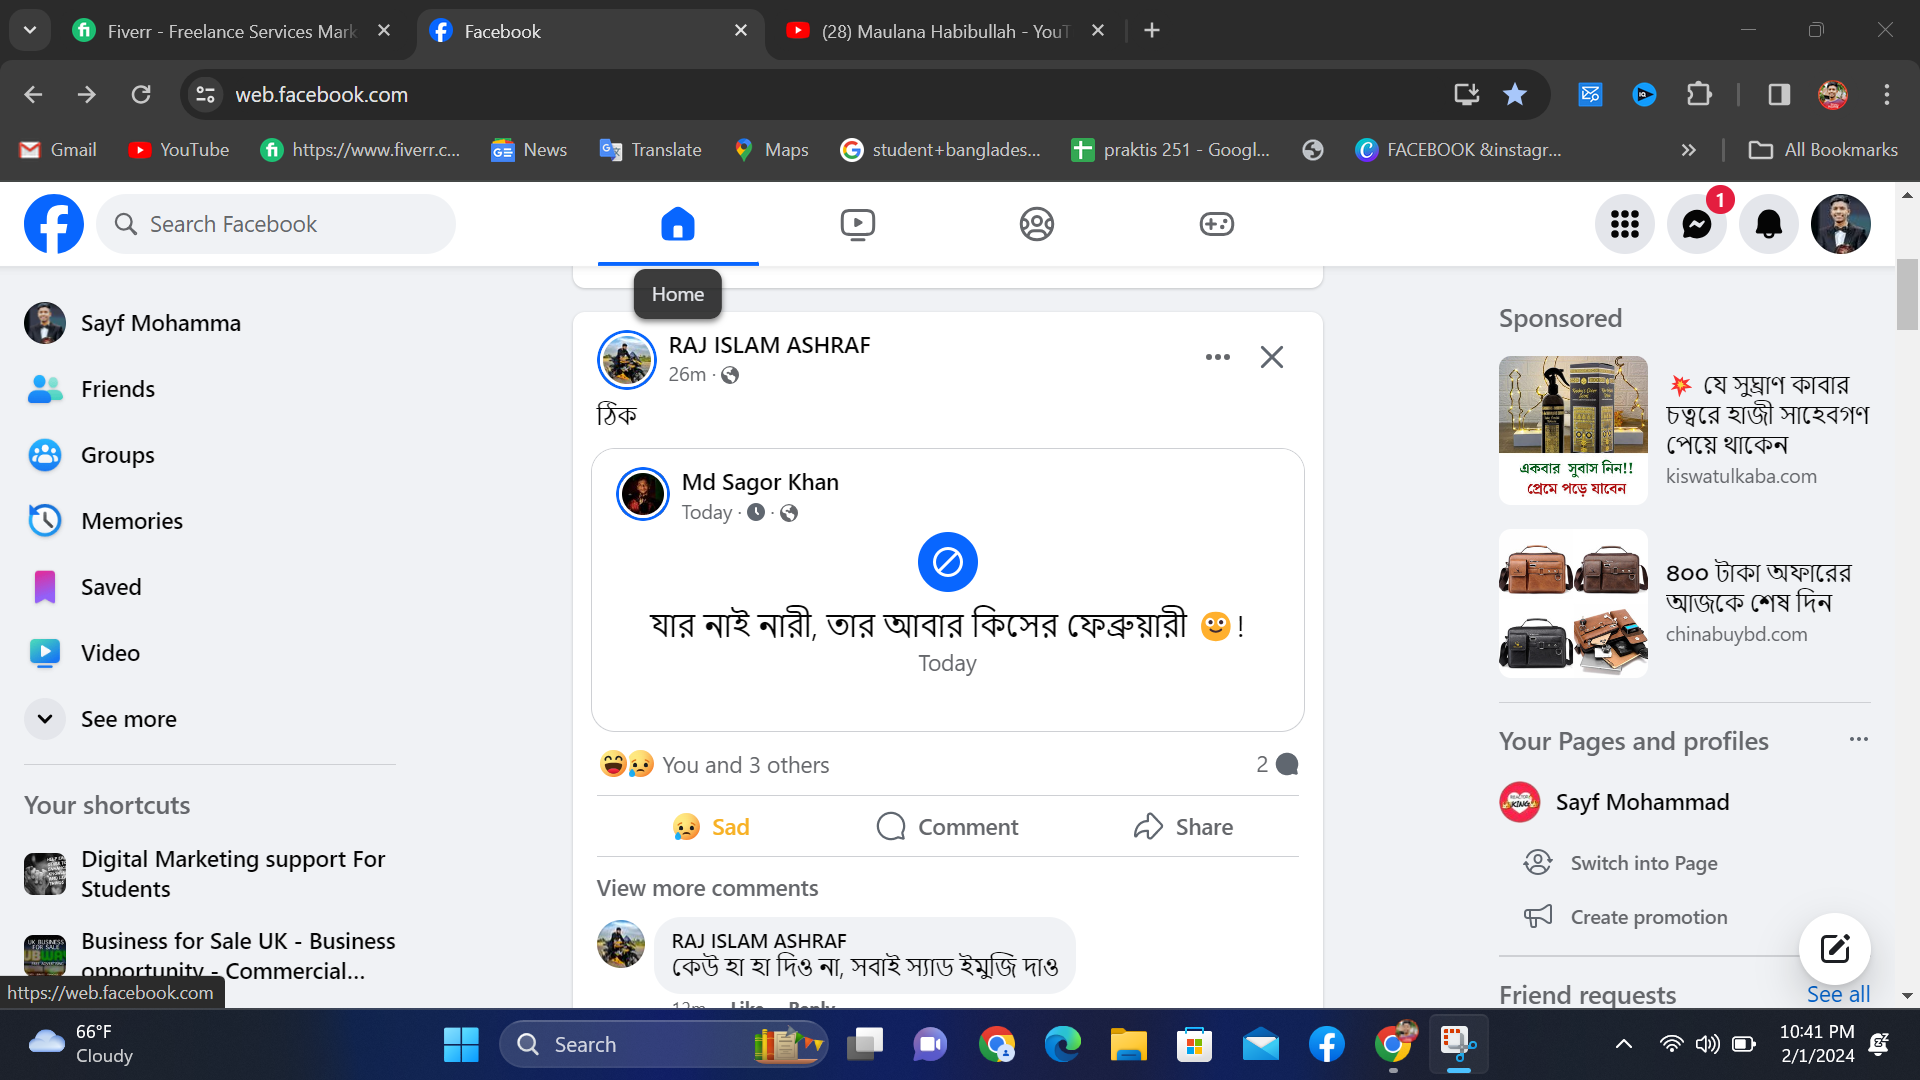 Fiverr - Freelance Services Mark
Facebook
(28) Maulana Habibullah - YouT
web.facebook.com
Gmail
YouTube
https://www.fiverr.c...
News
Translate
Maps
student+banglades...
praktis 251 - Googl...
FACEBOOK &instagr...
All Bookmarks
Search Facebook
1
Home
Sayf Mohamma
Friends
Groups
Memories
Saved
Video
See more
Your shortcuts
Digital Marketing support For
Students
Business for Sale UK - Business
opportunity - Commercial...
https://web.facebook.com
RAJ ISLAM ASHRAF
26m ·
ঠিক
Md Sagor Khan
Today · ·
যার নাই নারী, তার আবার কিসের ফেব্রুয়ারী 🙂!
Today
You and 3 others
2
Sad
Comment
Share
View more comments
RAJ ISLAM ASHRAF
কেউ হা হা দিও না, সবাই স্যাড ইমুজি দাও
12m Like Reply
Sponsored
💥 যে সুঘ্রাণ কাবার
চত্বরে হাজী সাহেবগণ
পেয়ে থাকেন
kiswatulkaba.com
একবার সুবাস নিন!!
প্রেমে পড়ে যাবেন
৪০০ টাকা অফারের
আজকে শেষ দিন
chinabuybd.com
Your Pages and profiles
Sayf Mohammad
Switch into Page
Create promotion
Friend requests
See all
66°F
Cloudy
Search
10:41 PM
2/1/2024